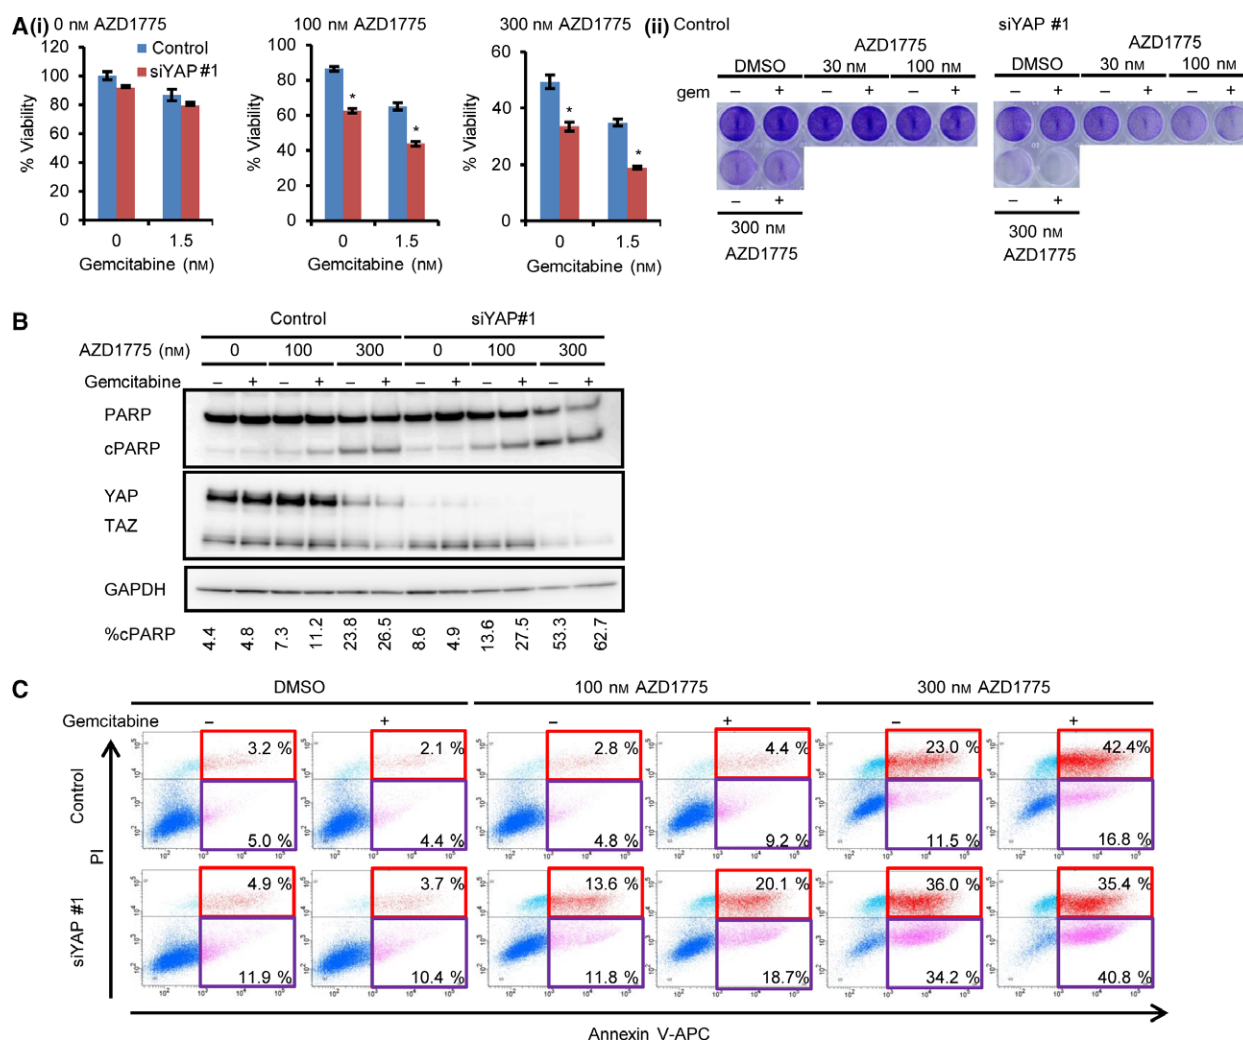 A(i) 0 nM AZD1775
Control
siYAP #1
% Viability
120
100
80
60
40
20
0
0 1.5
Gemcitabine (nM)
100 nM AZD1775
% Viability
100
80
60
40
20
0
* *
0 1.5
Gemcitabine (nM)
300 nM AZD1775
% Viability
60
40
20
0
* *
0 1.5
Gemcitabine (nM)
(ii) Control
AZD1775
DMSO 30 nM 100 nM
gem – + – + – +
– +
300 nM
AZD1775
siYAP #1
AZD1775
DMSO 30 nM 100 nM
– + – + – +
– +
300 nM
AZD1775
B
Control siYAP#1
AZD1775 (nM) 0 100 300 0 100 300
Gemcitabine – + – + – + – + – + – +
PARP
cPARP
YAP
TAZ
GAPDH
%cPARP 4.4 4.8 7.3 11.2 23.8 26.5 8.6 4.9 13.6 27.5 53.3 62.7
C
DMSO 100 nM AZD1775 300 nM AZD1775
Gemcitabine – + – + – +
PI
Control
3.2 % 2.1 % 2.8 % 4.4 % 23.0 % 42.4%
5.0 % 4.4 % 4.8 % 9.2 % 11.5 % 16.8 %
siYAP #1
4.9 % 3.7 % 13.6 % 20.1 % 36.0 % 35.4 %
11.9 % 10.4 % 11.8 % 18.7% 34.2 % 40.8 %
Annexin V-APC